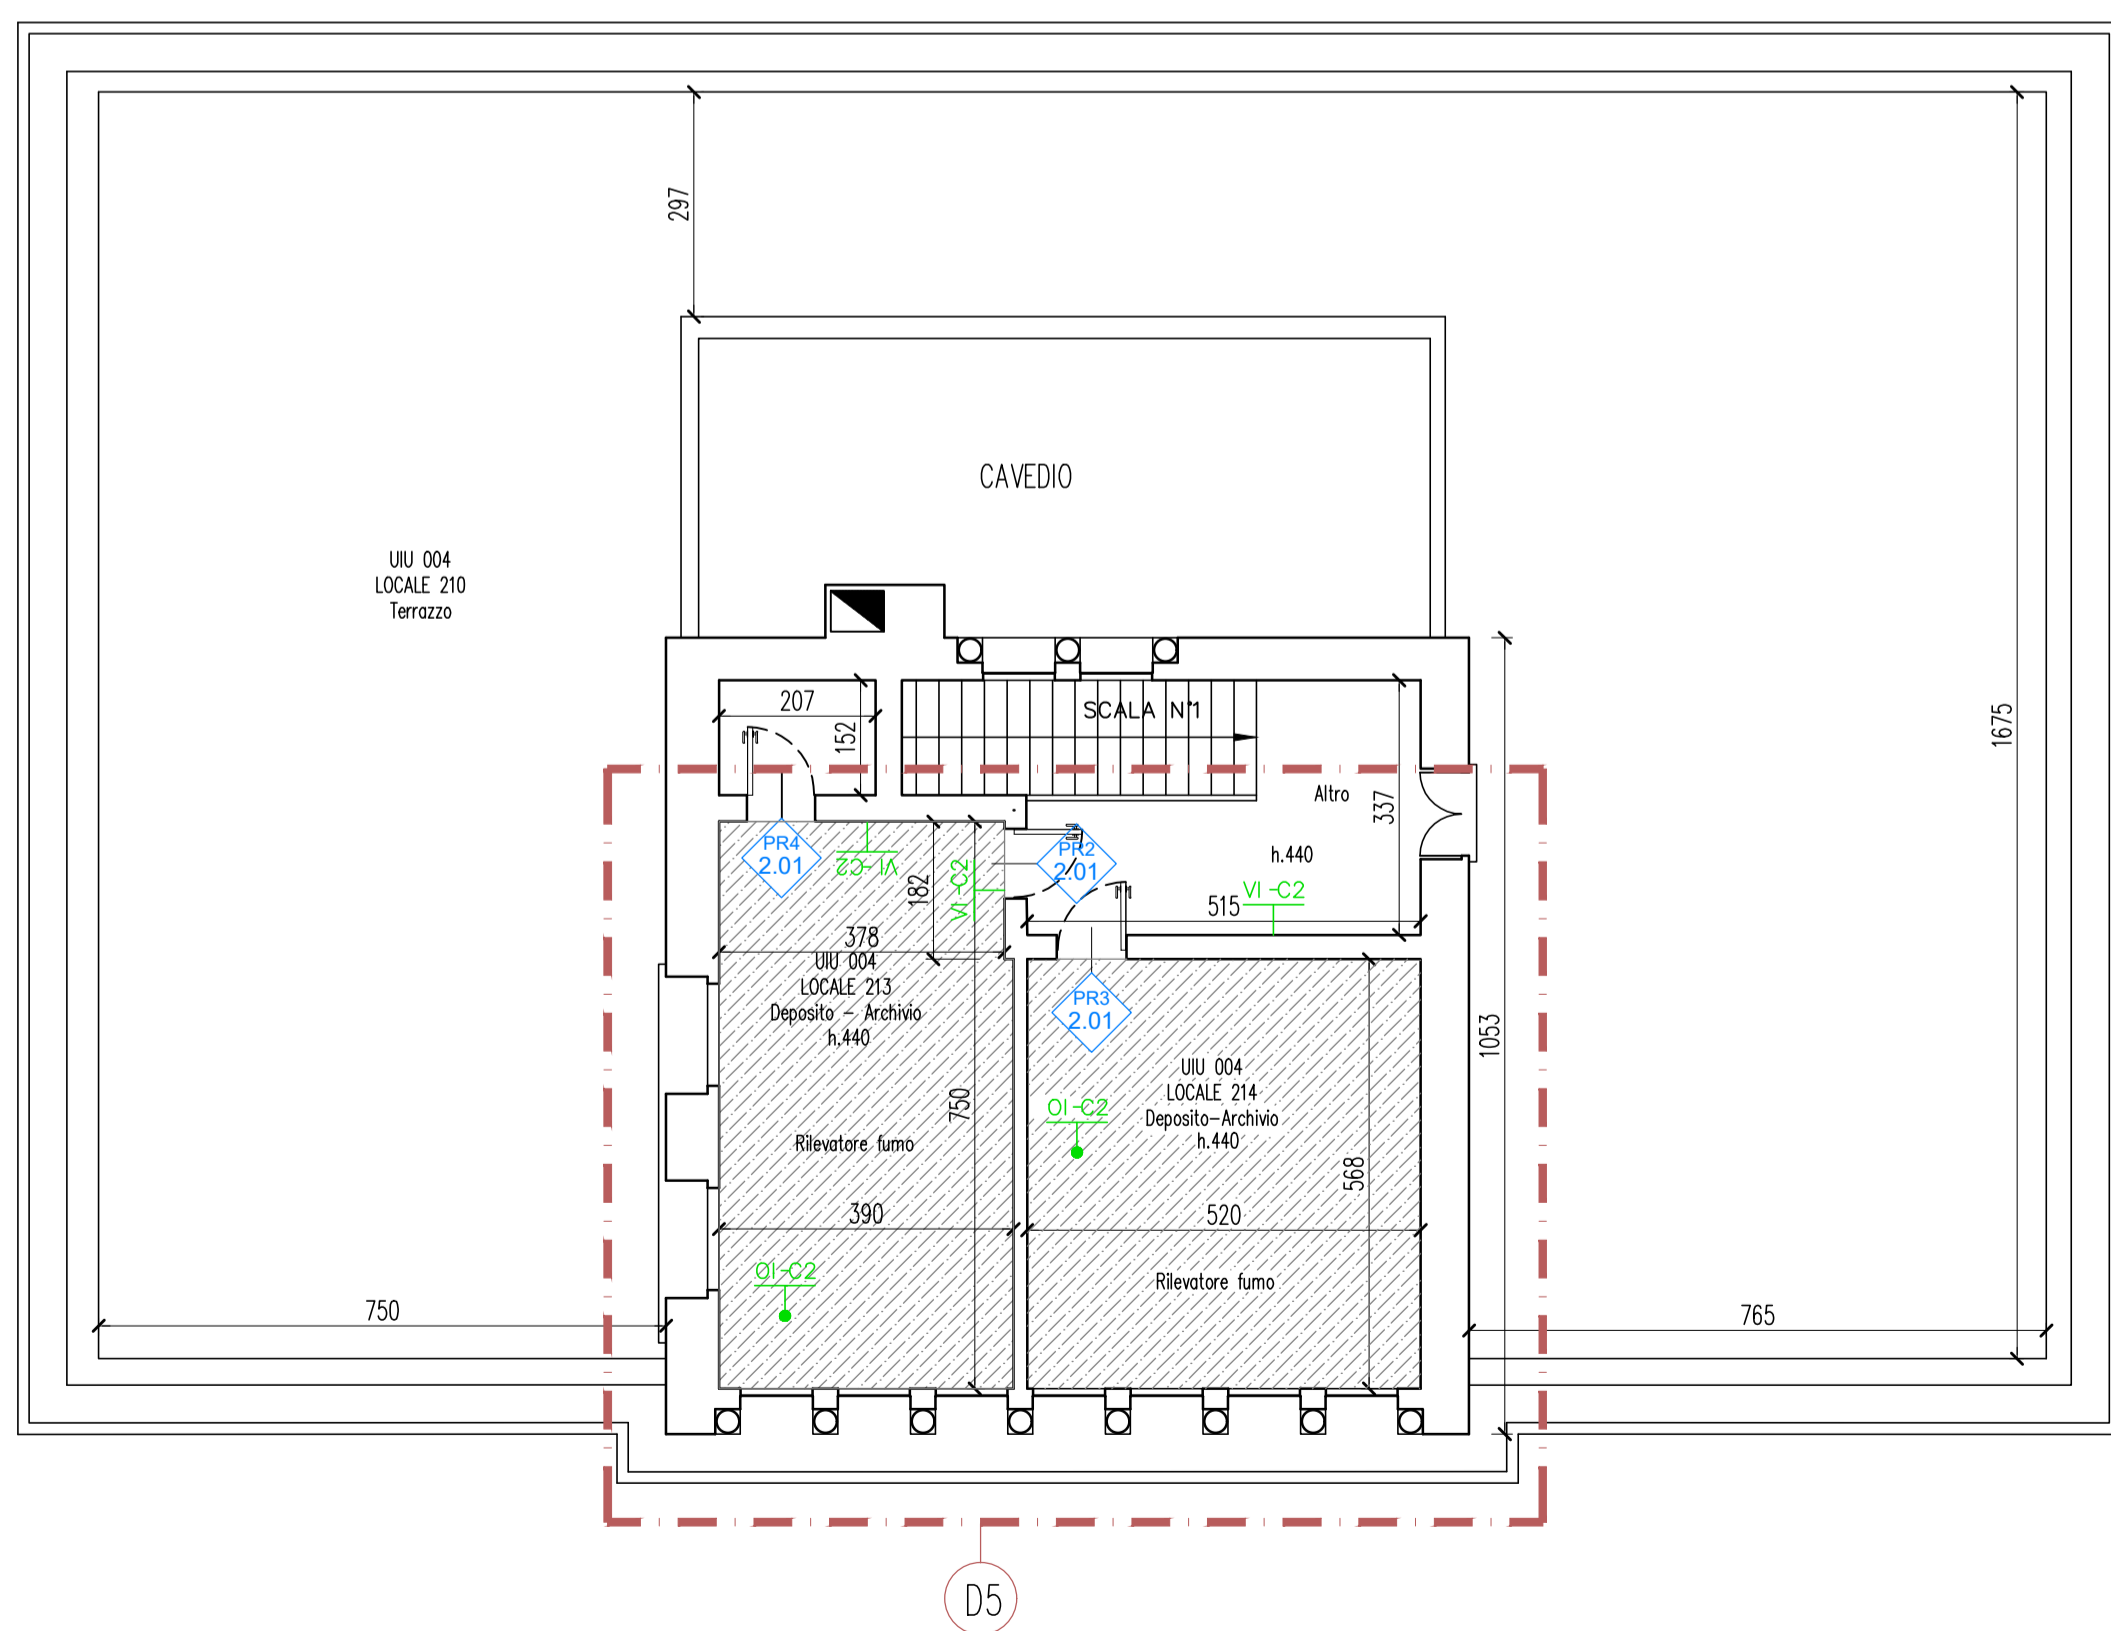 297
CAVEDIO
UIU 004
LOCALE 210
Terrazzo
207
152
SCALA N°1
1675
Altro
337
h.440
PR4
2.01
VI-C2
182
VI-C2
PR2
2.01
VI-C2
515
378
UIU 004
LOCALE 213
Deposito - Archivio
h.440
PR3
2.01
1053
UIU 004
LOCALE 214
Deposito-Archivio
h.440
OI-C2
750
Rilevatore fumo
568
390
520
OI-C2
Rilevatore fumo
750
765
D5